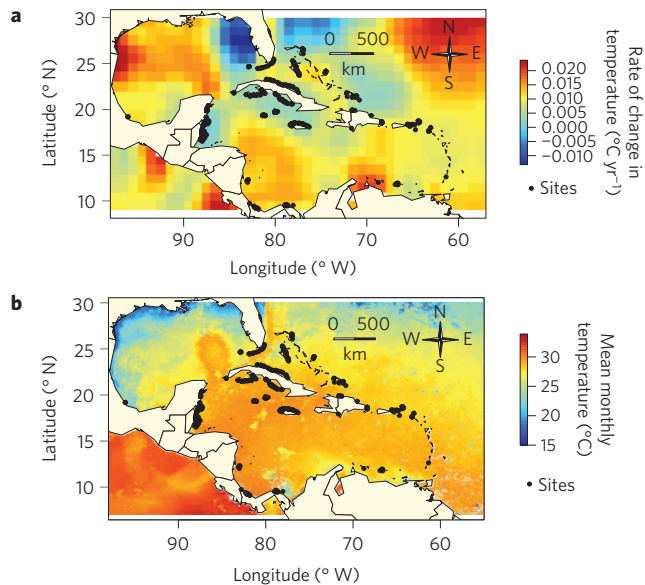 a
30
25
20
15
10
Latitude (° N)
90
80
70
60
Longitude (° W)
0 500
km
N
W E
S
0.020
0.015
0.010
0.005
0.000
−0.005
−0.010
Rate of change in
temperature (°C yr⁻¹)
• Sites
b
30
25
20
15
10
Latitude (° N)
90
80
70
60
Longitude (° W)
0 500
km
N
W E
S
30
25
20
15
Mean monthly
temperature (°C)
• Sites